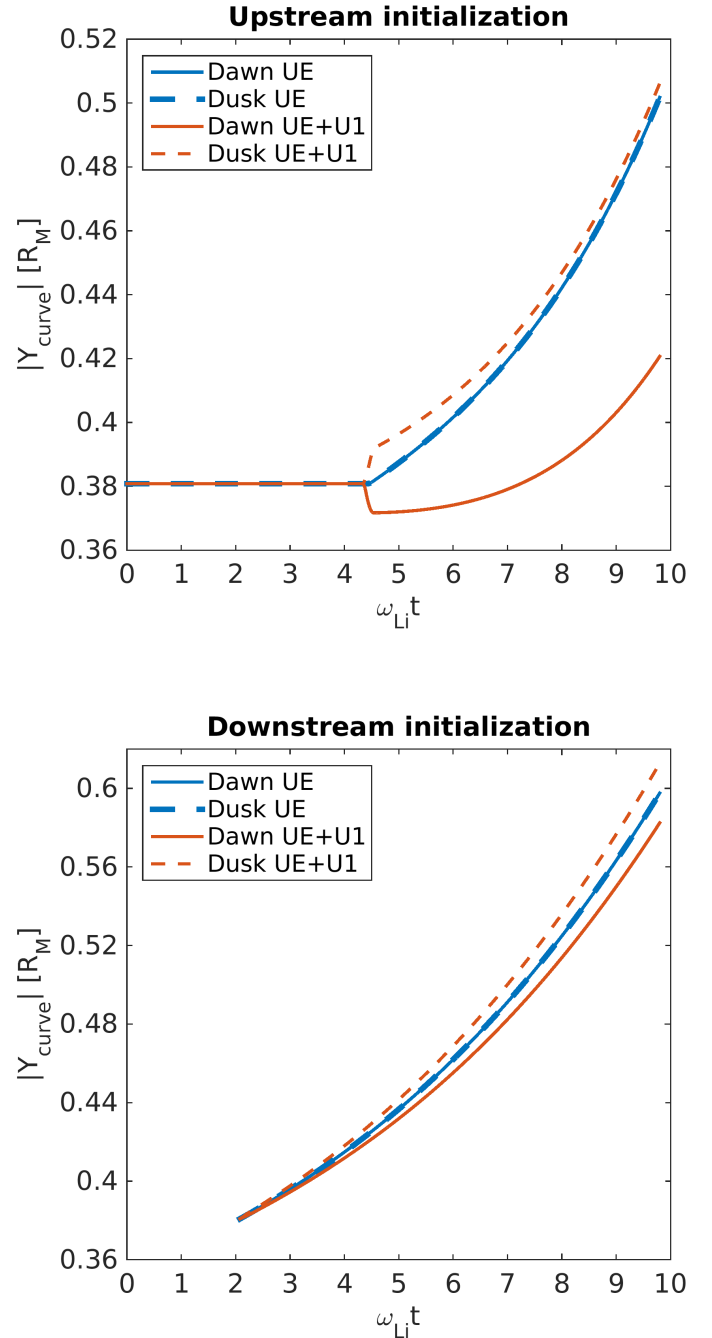 Upstream initialization
0.52
0.5
0.48
0.46
0.44
0.42
0.4
0.38
0.36
|Y_curve| [R_M]
Dawn UE
Dusk UE
Dawn UE+U1
Dusk UE+U1
0 1 2 3 4 5 6 7 8 9 10
ω_Li t
Downstream initialization
0.6
0.56
0.52
0.48
0.44
0.4
0.36
|Y_curve| [R_M]
Dawn UE
Dusk UE
Dawn UE+U1
Dusk UE+U1
0 1 2 3 4 5 6 7 8 9 10
ω_Li t